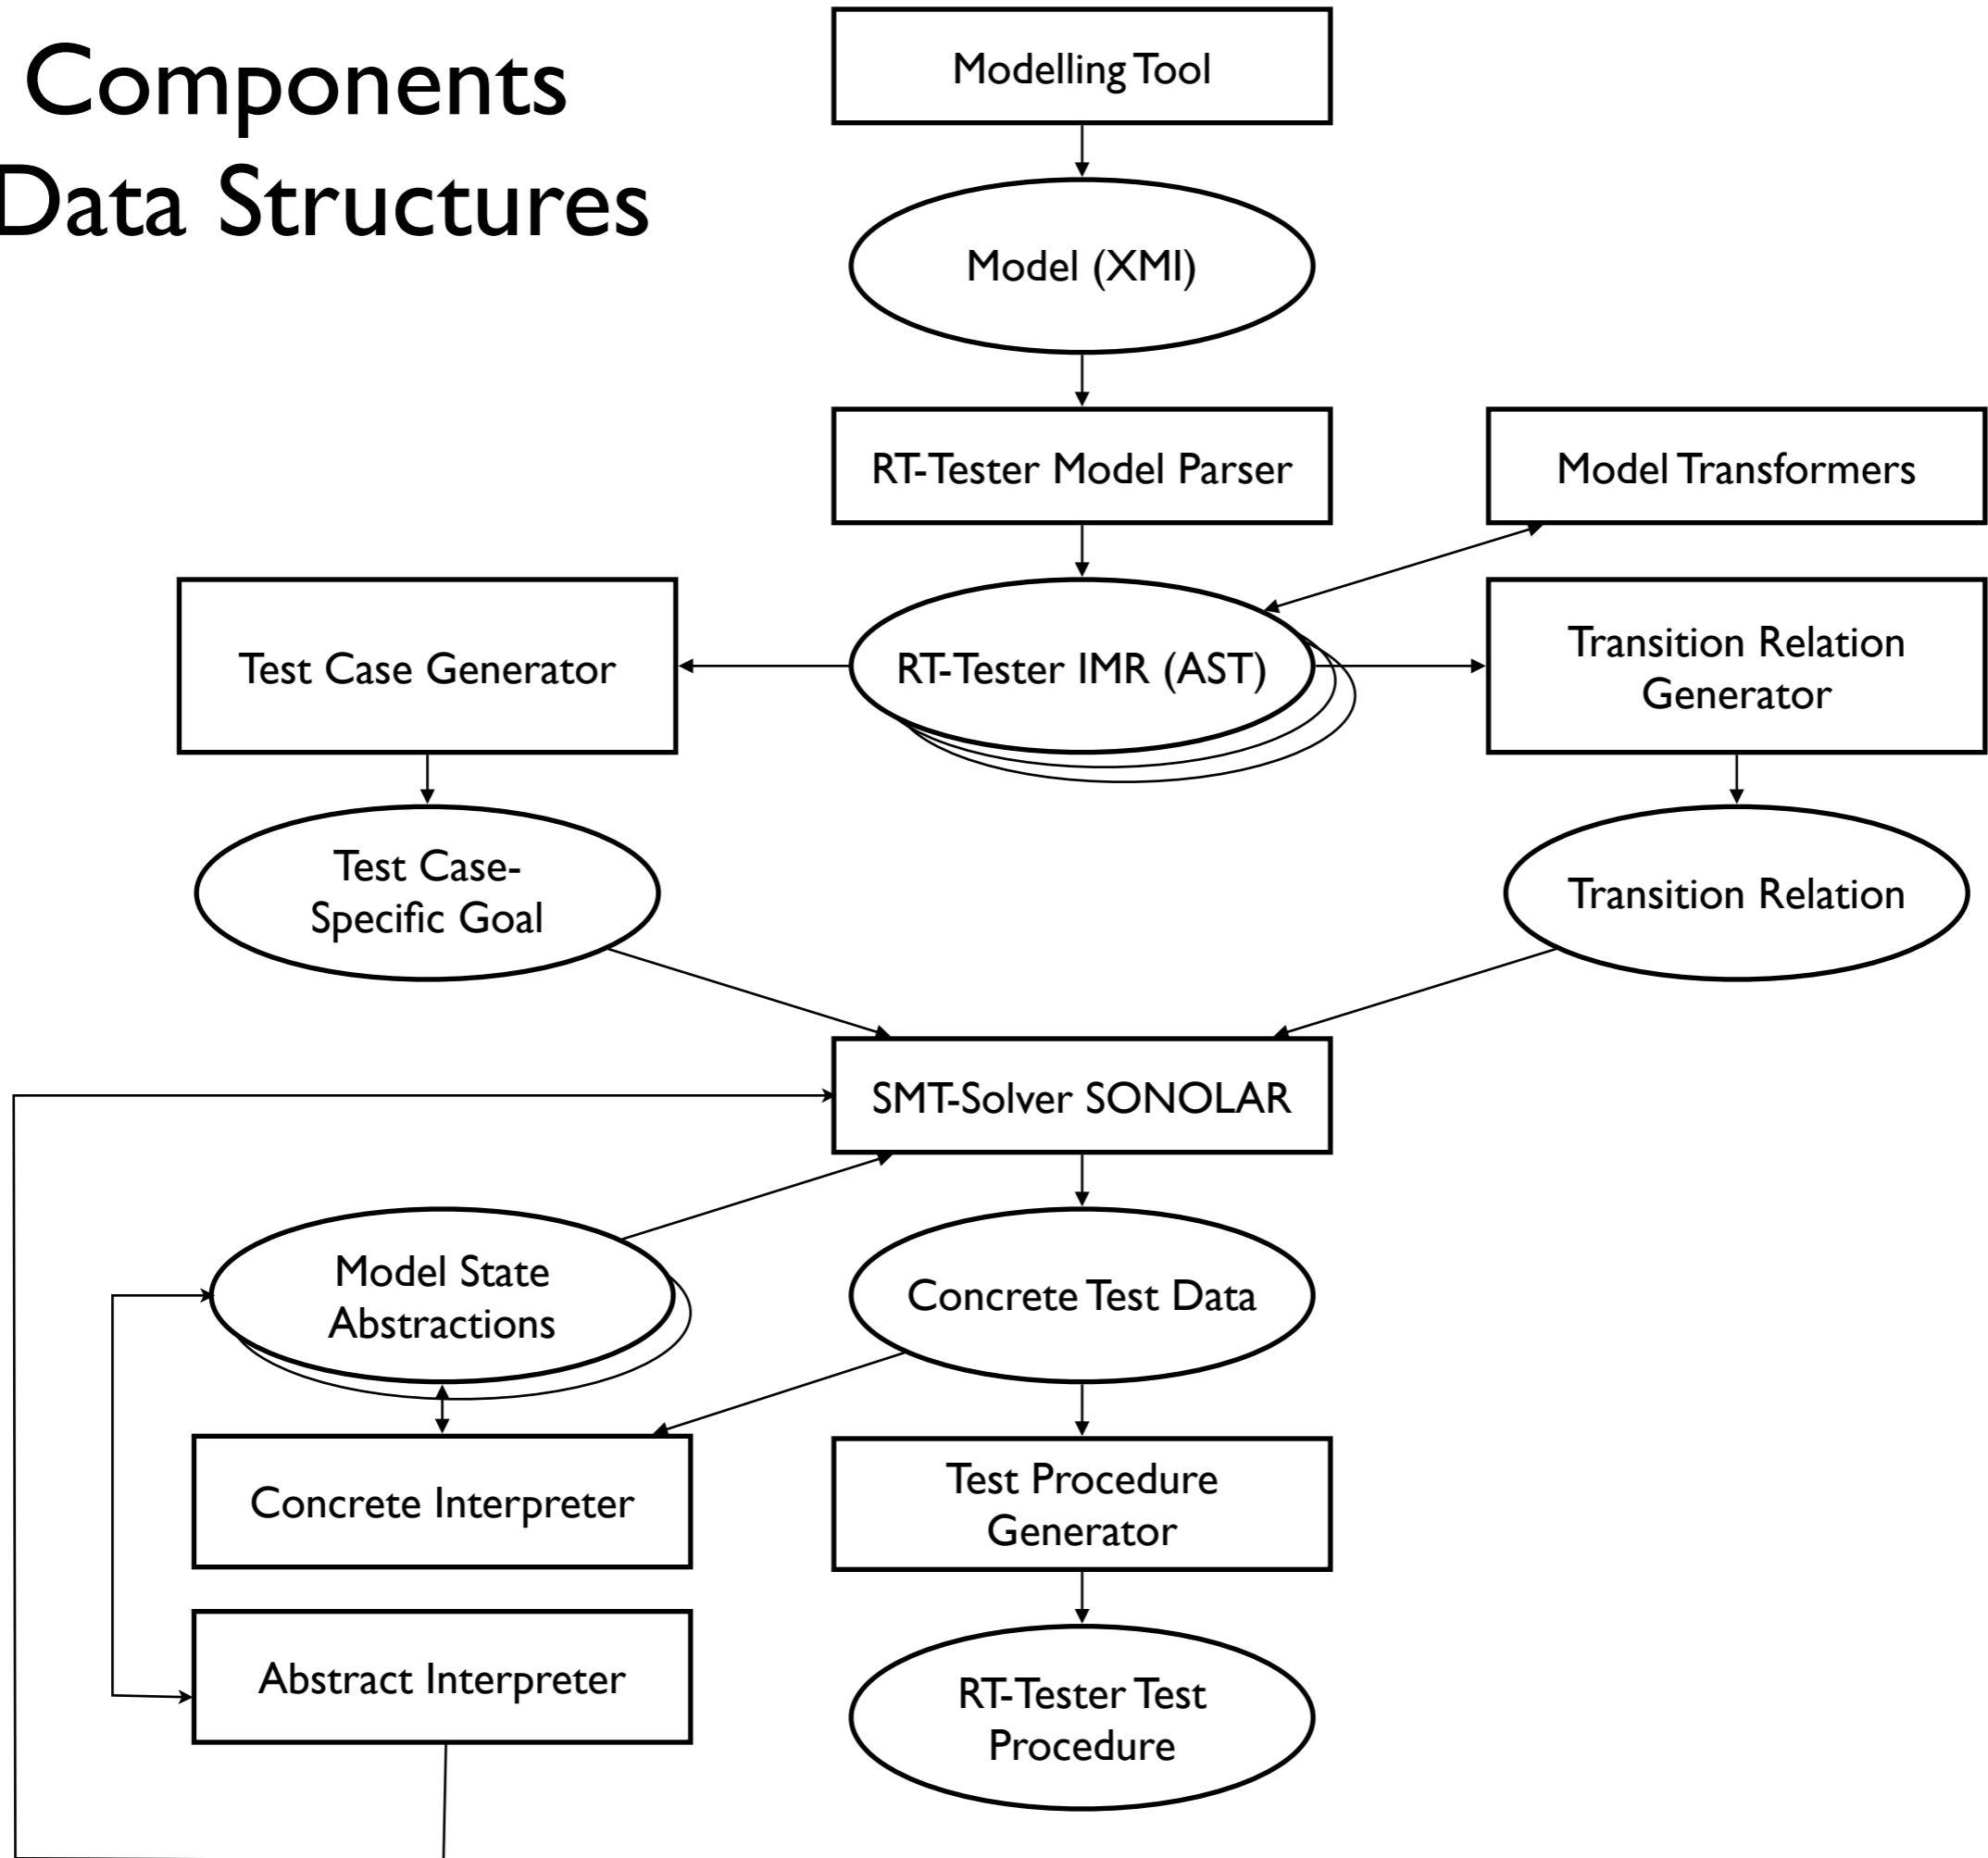 Components
Data Structures
Modelling Tool
Model (XMI)
RT-Tester Model Parser
Model Transformers
Test Case Generator
RT-Tester IMR (AST)
Transition Relation
Generator
Test Case-
Specific Goal
Transition Relation
SMT-Solver SONOLAR
Model State
Abstractions
Concrete Test Data
Concrete Interpreter
Test Procedure
Generator
Abstract Interpreter
RT-Tester Test
Procedure